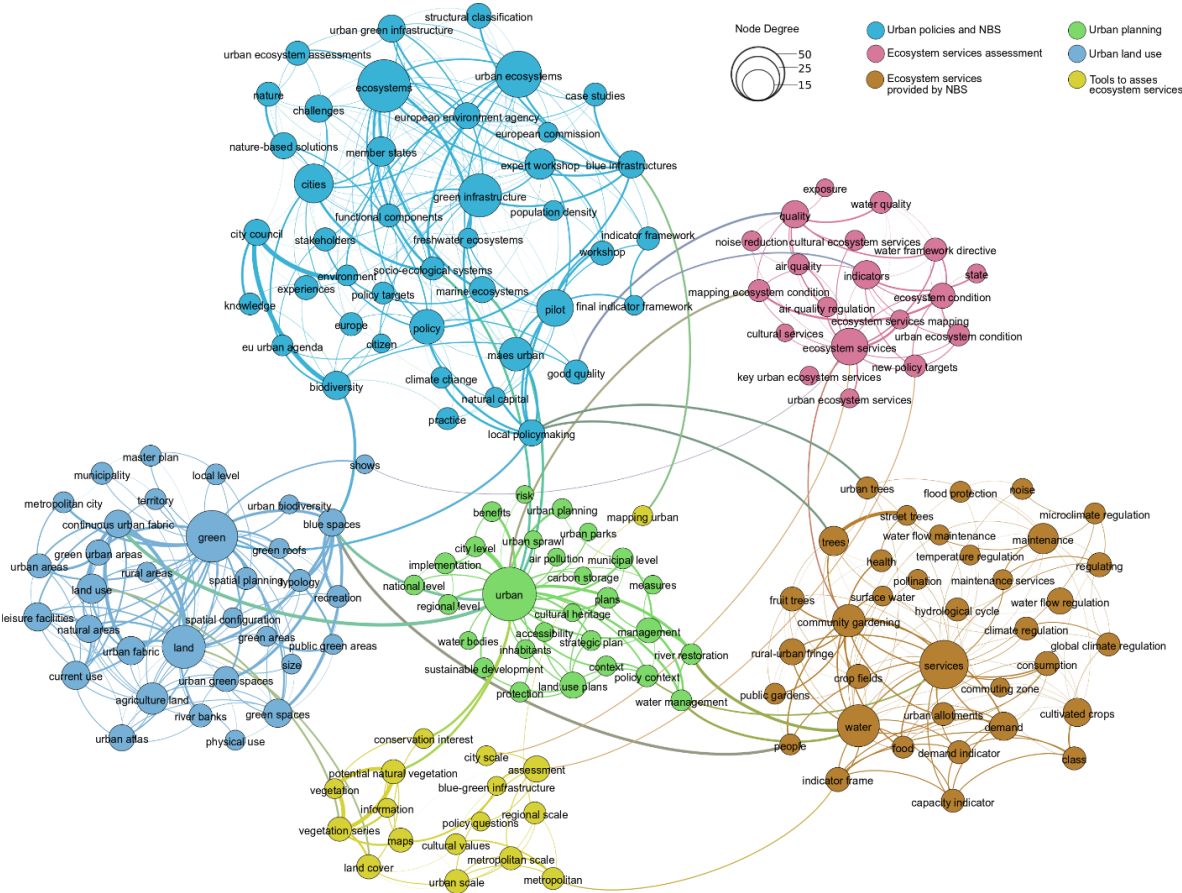 Node Degree
50
25
15
Urban policies and NBS
Ecosystem services assessment
Ecosystem services
provided by NBS
Urban planning
Urban land use
Tools to asses
ecosystem services
structural classification
urban green infrastructure
urban ecosystem assessments
urban ecosystems
ecosystems
nature
case studies
challenges
european environment agency
european commission
nature-based solutions
member states
expert workshop
blue infrastructures
cities
green infrastructure
functional components
population density
city council
stakeholders
freshwater ecosystems
indicator framework
workshop
socio-ecological systems
environment
experiences
policy targets
marine ecosystems
knowledge
final indicator framework
pilot
europe
policy
eu urban agenda
citizen
maes urban
good quality
biodiversity
climate change
natural capital
practice
local policymaking
exposure
water quality
quality
noise reduction
cultural ecosystem services
water framework directive
air quality
indicators
state
mapping ecosystem condition
ecosystem condition
air quality regulation
ecosystem services mapping
cultural services
urban ecosystem condition
ecosystem services
new policy targets
key urban ecosystem services
urban ecosystem services
master plan
shows
municipality
local level
metropolitan city
territory
urban biodiversity
continuous urban fabric
blue spaces
green
green urban areas
green roofs
urban areas
rural areas
spatial planning
typology
land use
recreation
leisure facilities
spatial configuration
natural areas
green areas
public green areas
urban fabric
land
size
current use
urban green spaces
agriculture land
river banks
green spaces
urban atlas
physical use
risk
benefits
urban planning
mapping urban
urban sprawl
urban parks
city level
air pollution
municipal level
implementation
carbon storage
national level
measures
urban
plans
regional level
cultural heritage
accessibility
management
water bodies
strategic plan
inhabitants
river restoration
sustainable development
context
policy context
protection
land use plans
water management
urban trees
flood protection
noise
street trees
microclimate regulation
trees
water flow maintenance
maintenance
health
temperature regulation
regulating
pollination
maintenance services
fruit trees
surface water
water flow regulation
community gardening
hydrological cycle
climate regulation
rural-urban fringe
global climate regulation
services
consumption
crop fields
commuting zone
public gardens
urban allotments
cultivated crops
water
demand
people
food
demand indicator
class
indicator frame
capacity indicator
conservation interest
city scale
potential natural vegetation
assessment
vegetation
blue-green infrastructure
information
regional scale
vegetation series
policy questions
maps
cultural values
land cover
metropolitan scale
urban scale
metropolitan